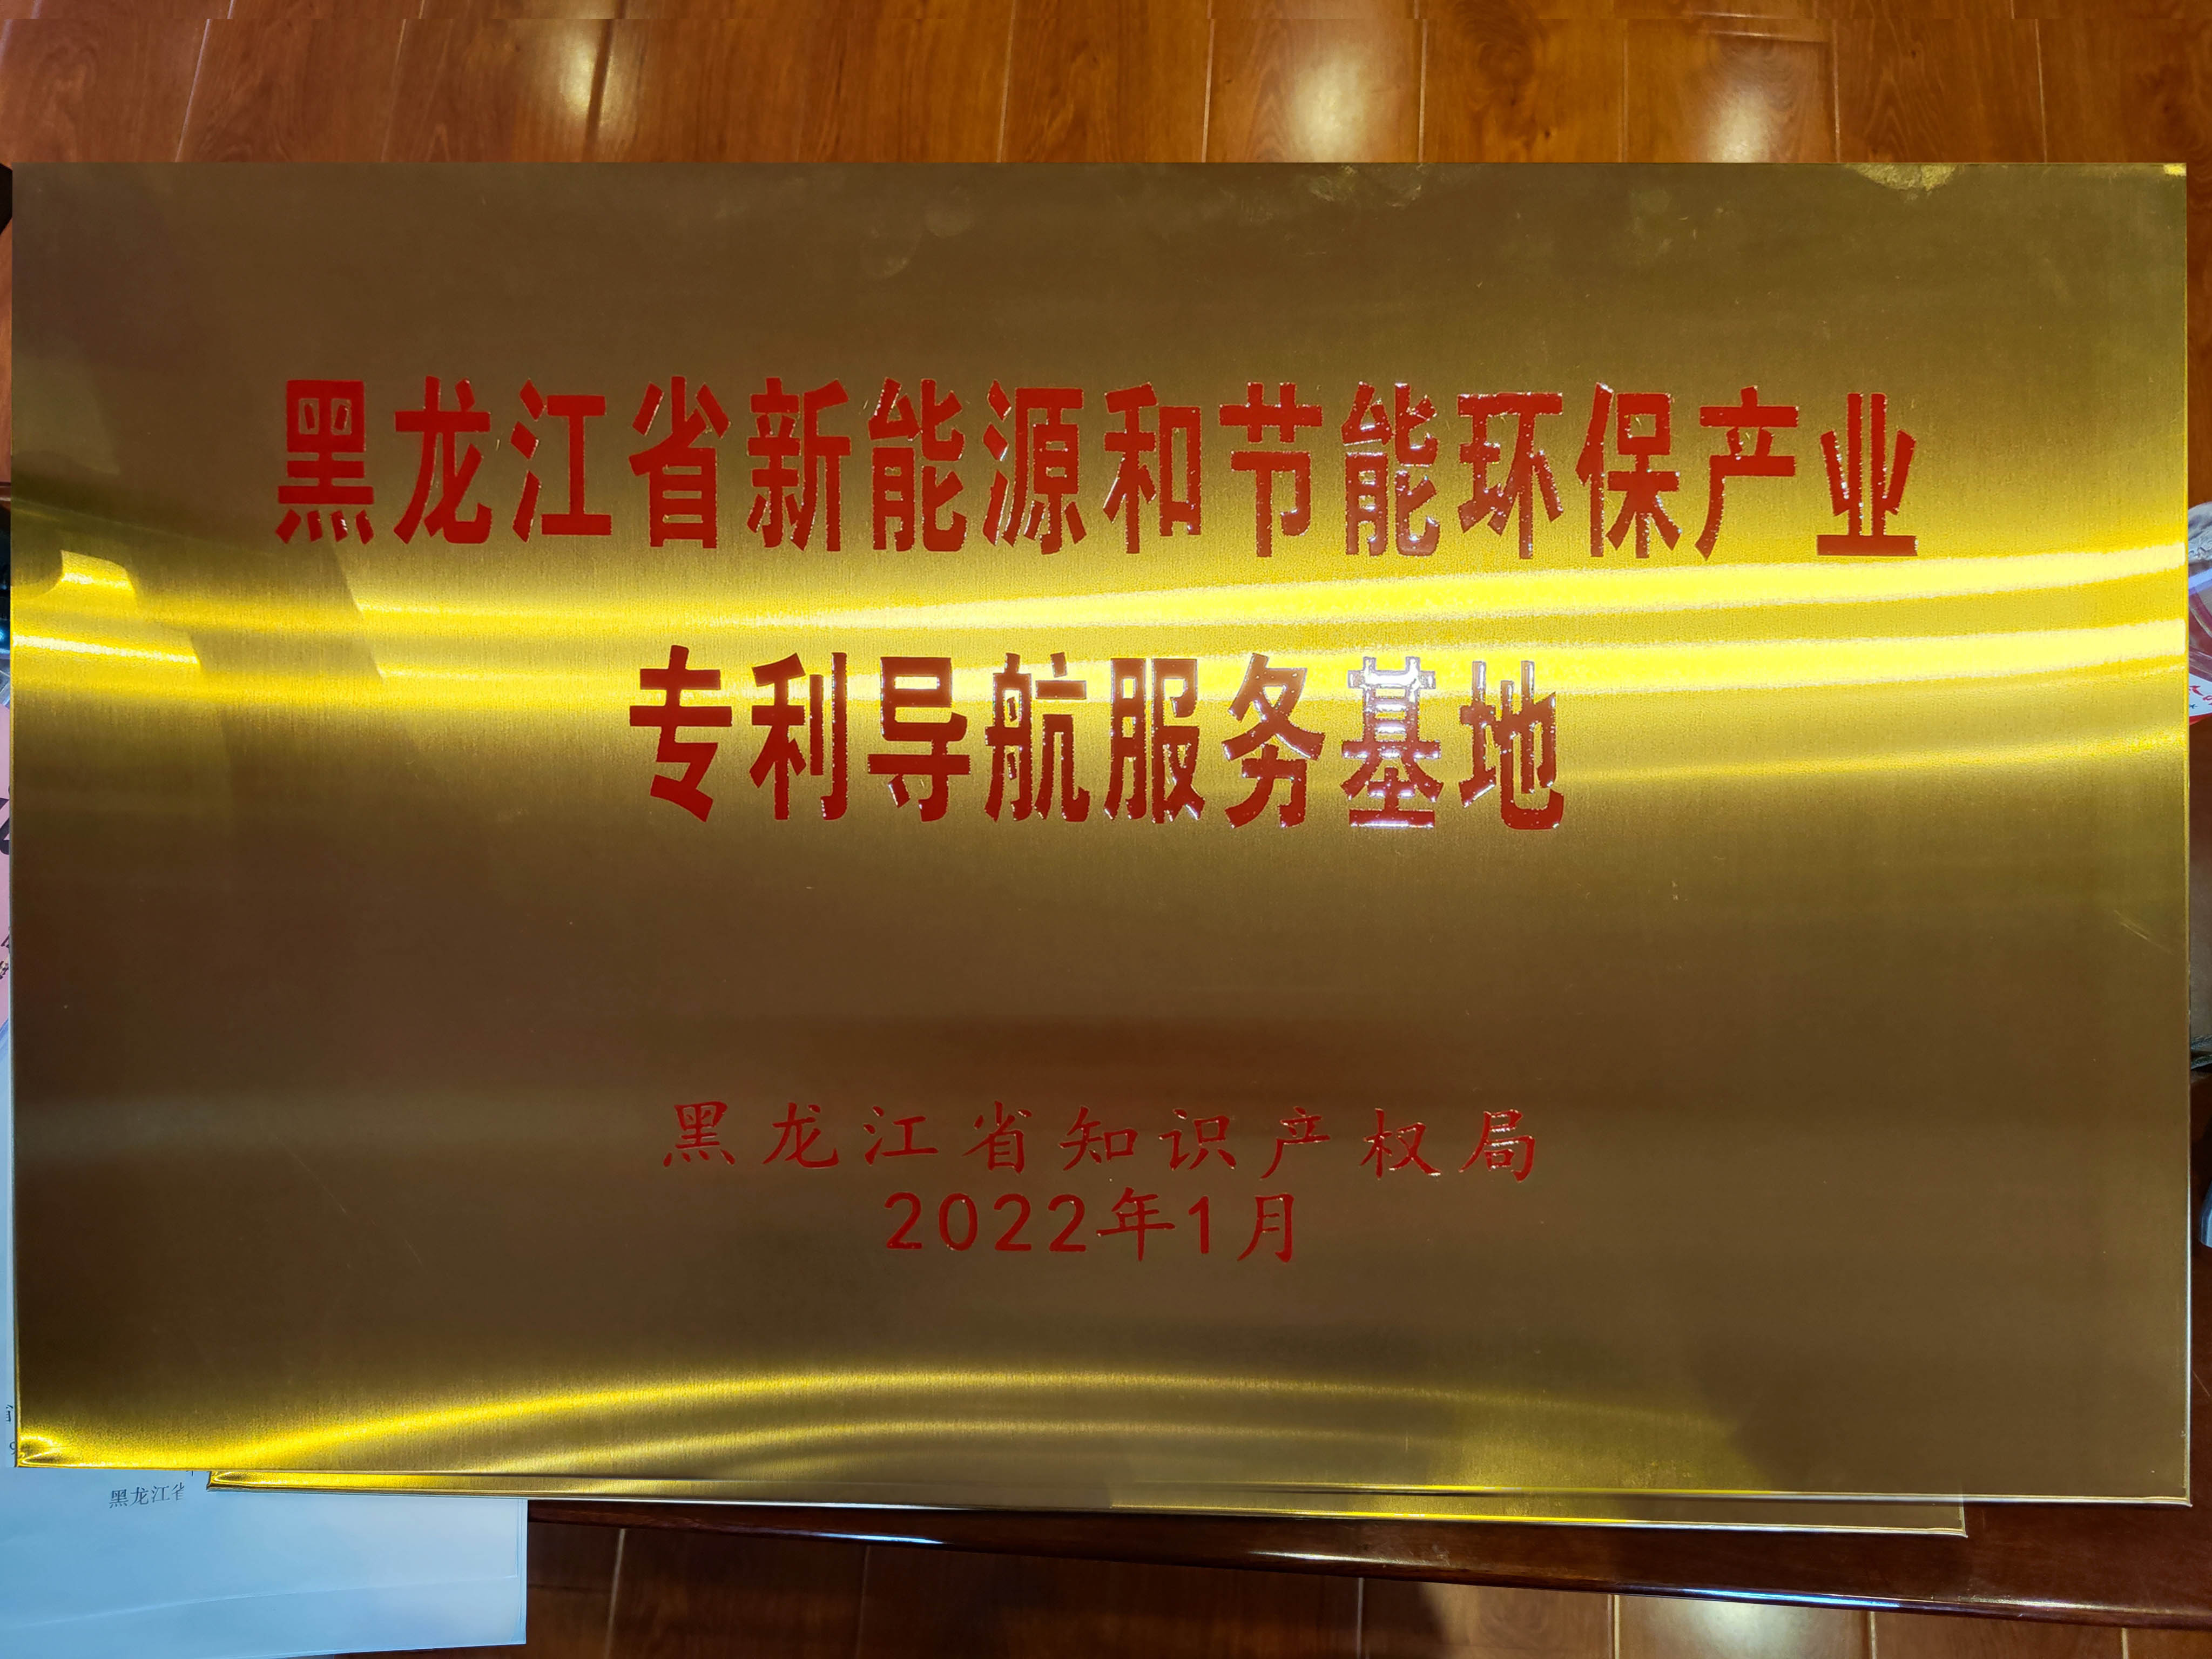 黑龙江省新能源和节能环保产业
专利导航服务基地
黑龙江省知识产权局
2022年1月
黑龙江省